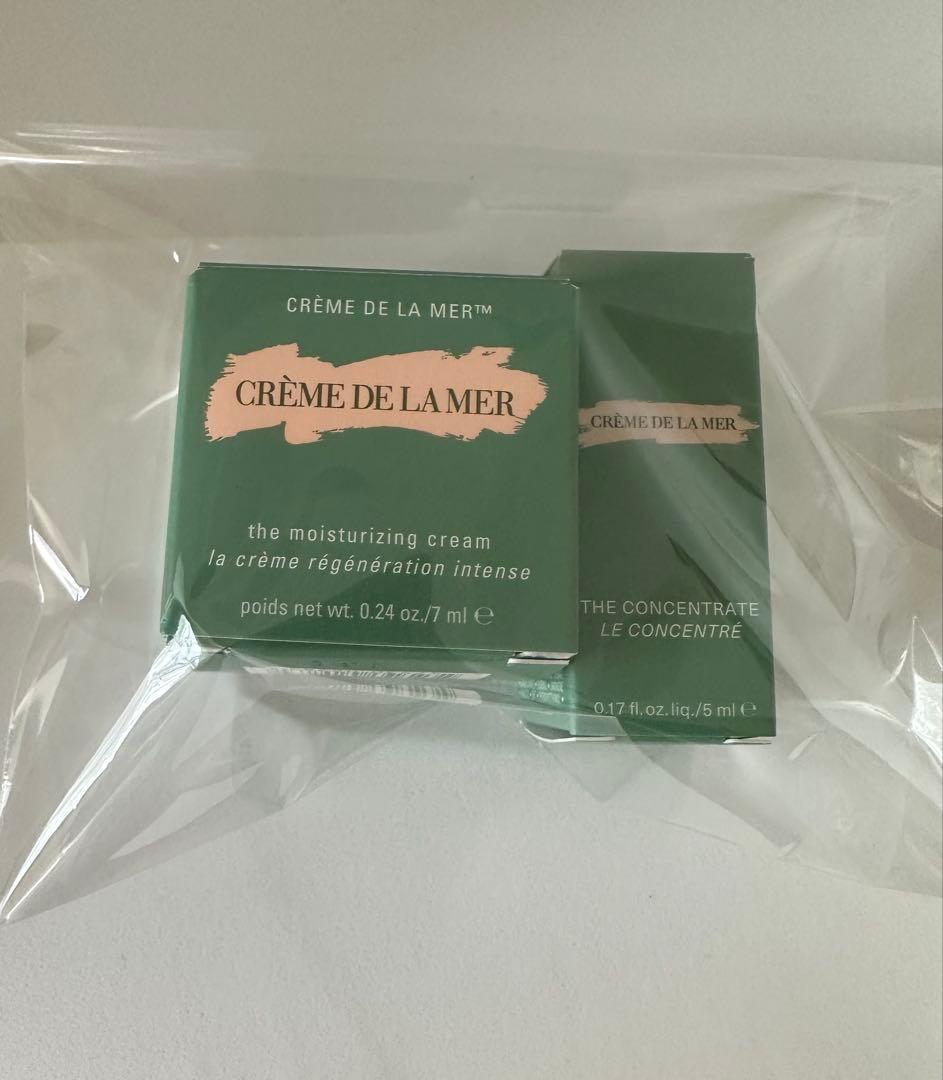 CRÈME DE LA MER™
CRÈME DE LA MER
the moisturizing cream
la crème régénération intense
poids net wt. 0.24 oz./7 ml ℮
CRÈME DE LA MER
THE CONCENTRATE
LE CONCENTRÉ
0.17 fl.oz.liq./5 ml ℮